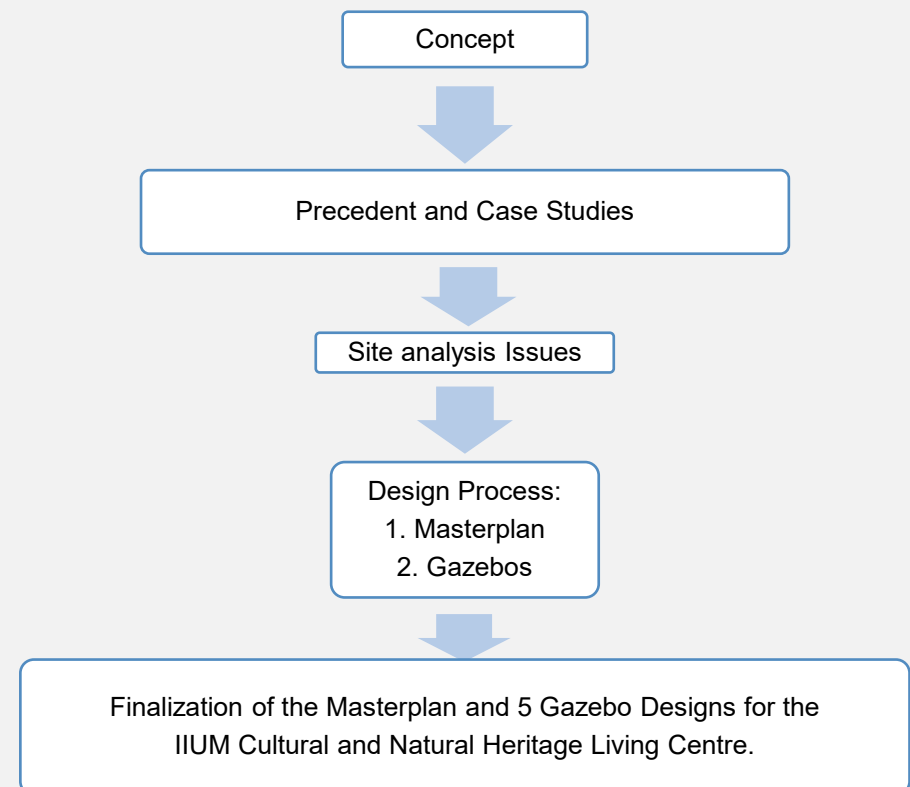 Concept
Precedent and Case Studies
Site analysis Issues
Design Process:
1. Masterplan
2. Gazebos
Finalization of the Masterplan and 5 Gazebo Designs for the
IIUM Cultural and Natural Heritage Living Centre.